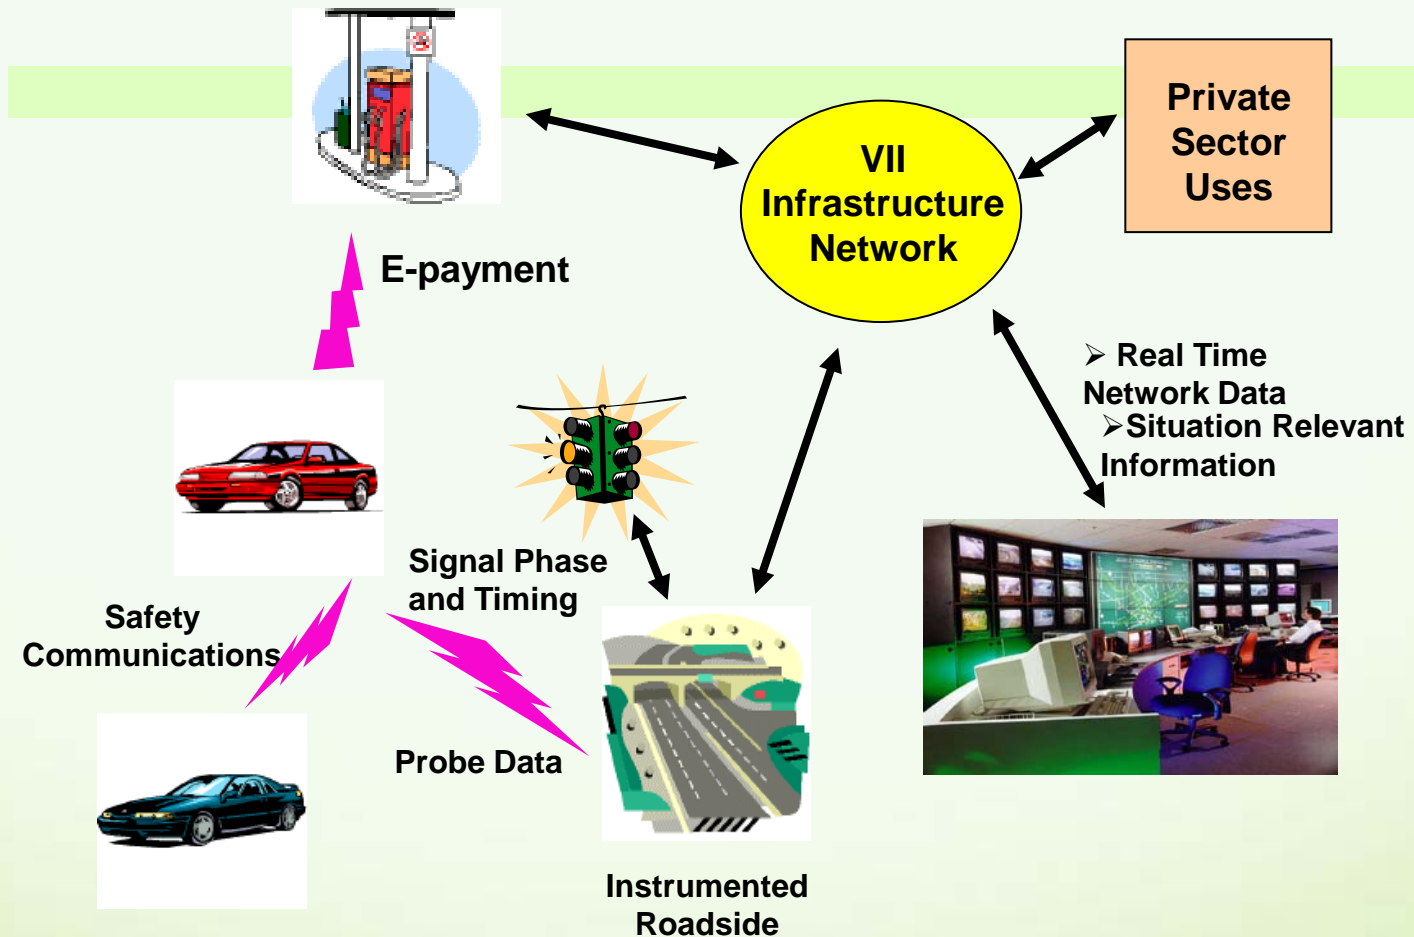 VII
Infrastructure
Network
Private
Sector
Uses
E-payment
➢ Real Time
Network Data
➢Situation Relevant
Information
Signal Phase
and Timing
Safety
Communications
Probe Data
Instrumented
Roadside